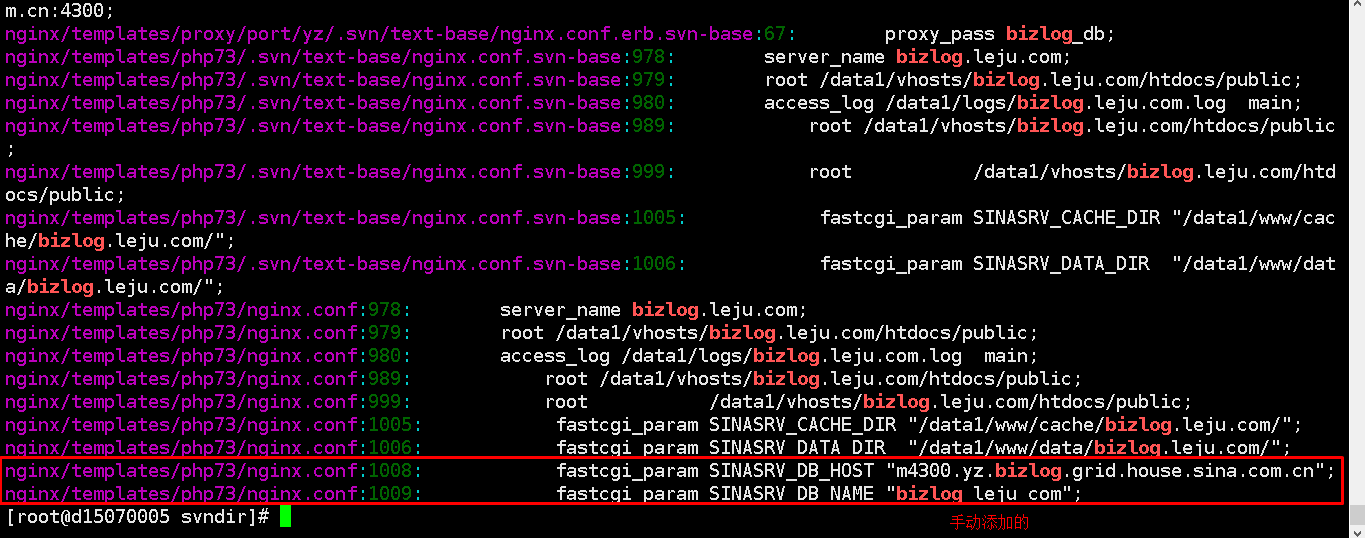 m.cn:4300;
nginx/templates/proxy/port/yz/.svn/text-base/nginx.conf.erb.svn-base:67:        proxy_pass bizlog_db;
nginx/templates/php73/.svn/text-base/nginx.conf.svn-base:978:        server_name bizlog.leju.com;
nginx/templates/php73/.svn/text-base/nginx.conf.svn-base:979:        root /data1/vhosts/bizlog.leju.com/htdocs/public;
nginx/templates/php73/.svn/text-base/nginx.conf.svn-base:980:        access_log /data1/logs/bizlog.leju.com.log  main;
nginx/templates/php73/.svn/text-base/nginx.conf.svn-base:989:            root /data1/vhosts/bizlog.leju.com/htdocs/public
;
nginx/templates/php73/.svn/text-base/nginx.conf.svn-base:999:            root           /data1/vhosts/bizlog.leju.com/htd
ocs/public;
nginx/templates/php73/.svn/text-base/nginx.conf.svn-base:1005:            fastcgi_param SINASRV_CACHE_DIR "/data1/www/cac
he/bizlog.leju.com/";
nginx/templates/php73/.svn/text-base/nginx.conf.svn-base:1006:            fastcgi_param SINASRV_DATA_DIR  "/data1/www/dat
a/bizlog.leju.com/";
nginx/templates/php73/nginx.conf:978:        server_name bizlog.leju.com;
nginx/templates/php73/nginx.conf:979:        root /data1/vhosts/bizlog.leju.com/htdocs/public;
nginx/templates/php73/nginx.conf:980:        access_log /data1/logs/bizlog.leju.com.log  main;
nginx/templates/php73/nginx.conf:989:            root /data1/vhosts/bizlog.leju.com/htdocs/public;
nginx/templates/php73/nginx.conf:999:            root           /data1/vhosts/bizlog.leju.com/htdocs/public;
nginx/templates/php73/nginx.conf:1005:            fastcgi_param SINASRV_CACHE_DIR "/data1/www/cache/bizlog.leju.com/";
nginx/templates/php73/nginx.conf:1006:            fastcgi_param SINASRV_DATA_DIR  "/data1/www/data/bizlog.leju.com/";
nginx/templates/php73/nginx.conf:1008:            fastcgi_param SINASRV_DB_HOST "m4300.yz.bizlog.grid.house.sina.com.cn";
nginx/templates/php73/nginx.conf:1009:            fastcgi_param SINASRV_DB_NAME "bizlog_leju_com";
[root@d15070005 svndir]#
手动添加的